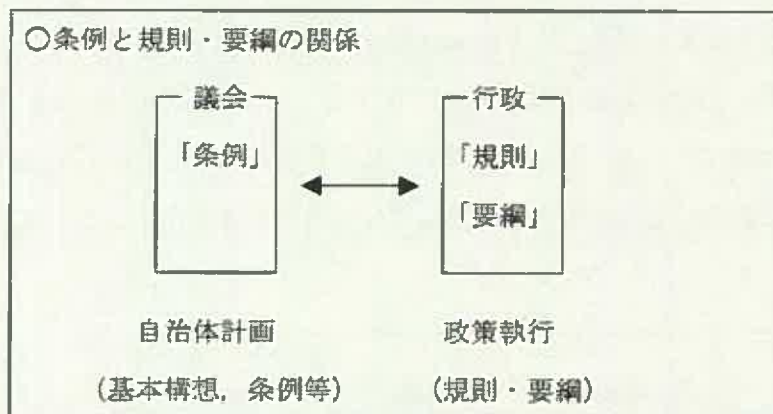 ○条例と規則・要綱の関係
議会
「条例」
行政
「規則」
「要綱」
自治体計画
(基本構想，条例等)
政策執行
(規則・要綱)